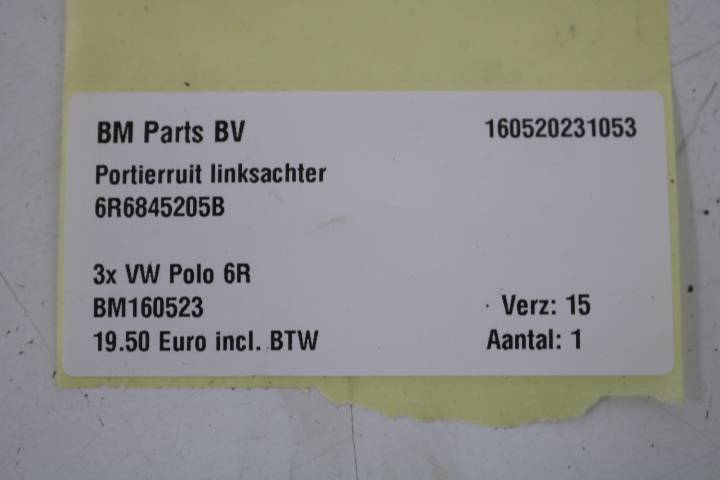 BM Parts BV 160520231053
Portierruit linksachter
6R6845205B
3x VW Polo 6R
BM160523 Verz: 15
19.50 Euro incl. BTW Aantal: 1